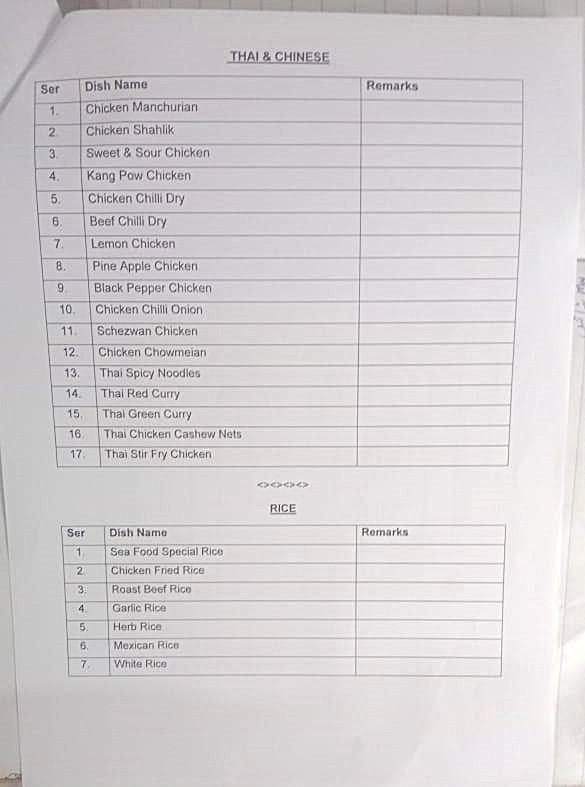 THAI & CHINESE
Ser Dish Name Remarks
1. Chicken Manchurian
2. Chicken Shahlik
3. Sweet & Sour Chicken
4. Kang Pow Chicken
5. Chicken Chilli Dry
6. Beef Chilli Dry
7. Lemon Chicken
8. Pine Apple Chicken
9. Black Pepper Chicken
10. Chicken Chilli Onion
11. Schezwan Chicken
12. Chicken Chowmeian
13. Thai Spicy Noodles
14. Thai Red Curry
15. Thai Green Curry
16. Thai Chicken Cashew Nets
17. Thai Stir Fry Chicken
<><><><>
RICE
Ser Dish Name Remarks
1. Sea Food Special Rice
2. Chicken Fried Rice
3. Roast Beef Rice
4. Garlic Rice
5. Herb Rice
6. Mexican Rice
7. White Rice